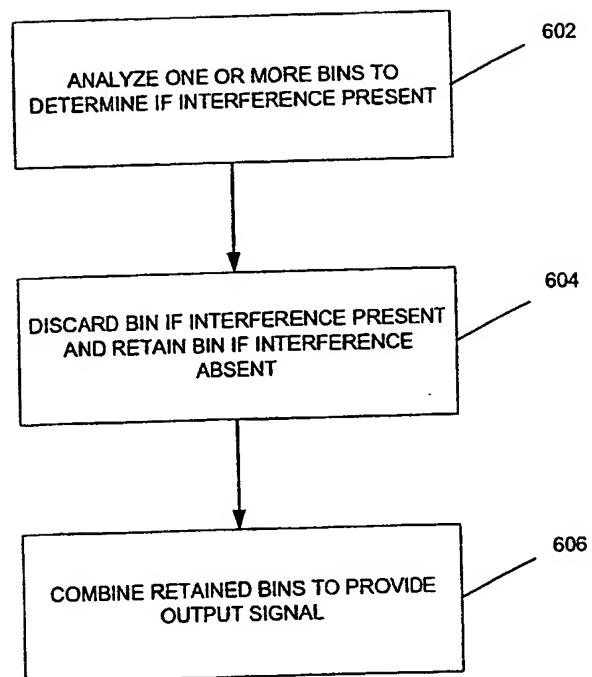 602
ANALYZE ONE OR MORE BINS TO
DETERMINE IF INTERFERENCE PRESENT
604
DISCARD BIN IF INTERFERENCE PRESENT
AND RETAIN BIN IF INTERFERENCE
ABSENT
606
COMBINE RETAINED BINS TO PROVIDE
OUTPUT SIGNAL